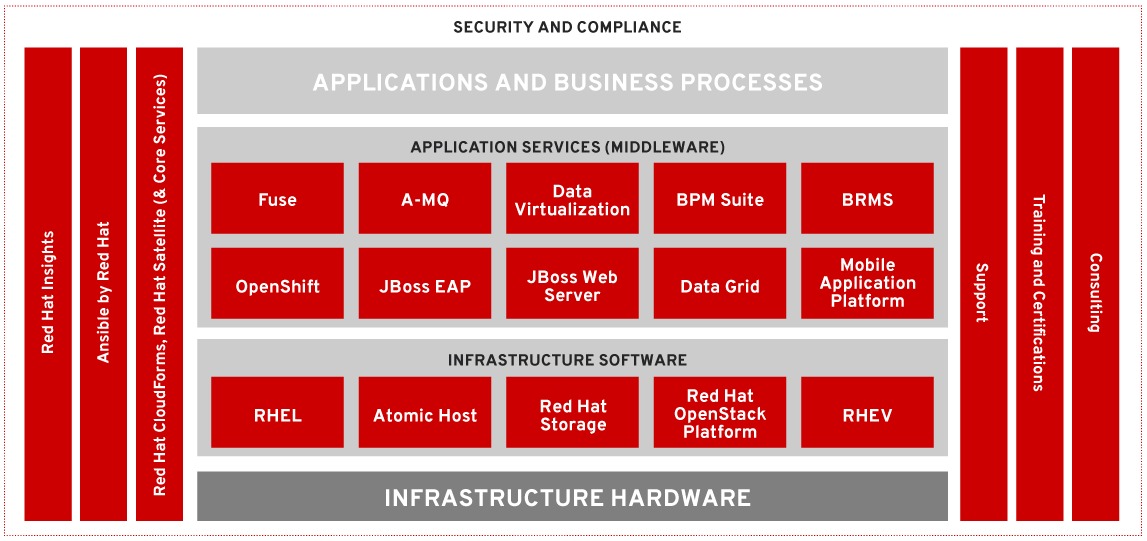 SECURITY AND COMPLIANCE
Red Hat Insights
Ansible by Red Hat
Red Hat CloudForms, Red Hat Satellite (& Core Services)
APPLICATIONS AND BUSINESS PROCESSES
APPLICATION SERVICES (MIDDLEWARE)
Fuse
A-MQ
Data
Virtualization
BPM Suite
BRMS
OpenShift
JBoss EAP
JBoss Web
Server
Data Grid
Mobile
Application
Platform
INFRASTRUCTURE SOFTWARE
RHEL
Atomic Host
Red Hat
Storage
Red Hat
OpenStack
Platform
RHEV
INFRASTRUCTURE HARDWARE
Support
Training and Certifications
Consulting